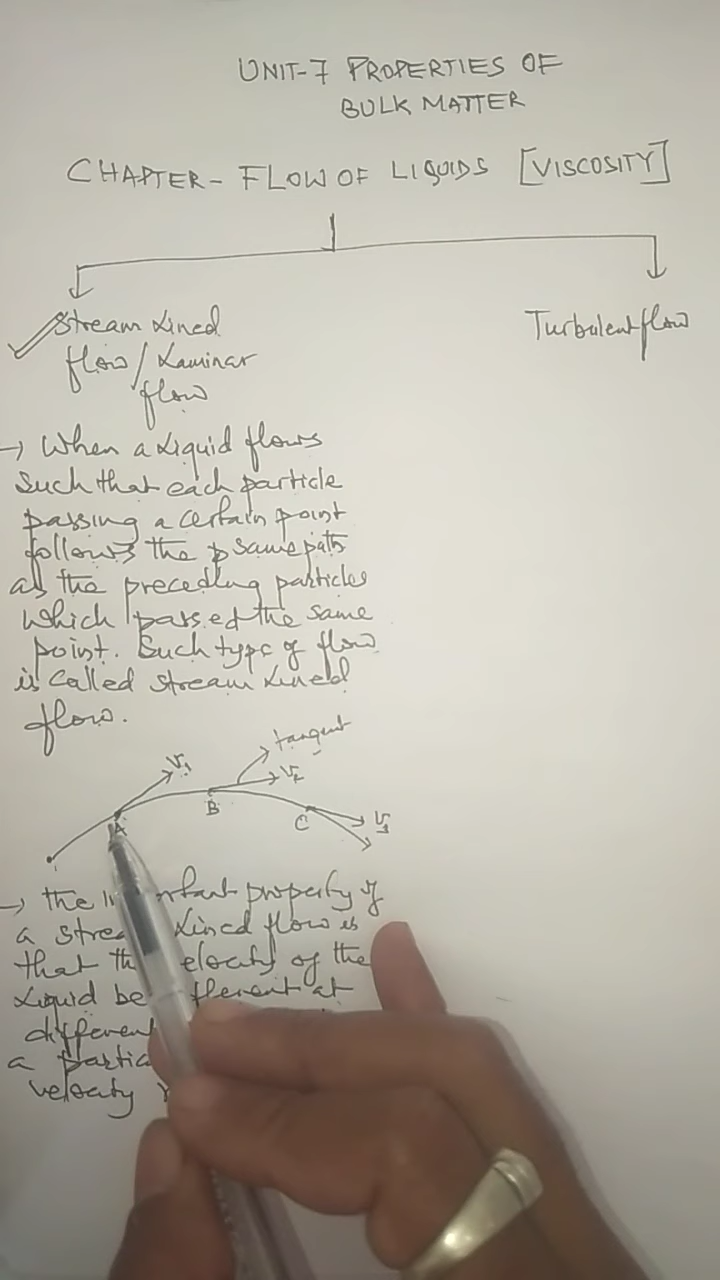 UNIT-7 PROPERTIES OF
BULK MATTER
CHAPTER- FLOW OF LIQUIDS [VISCOSITY]
Stream Lined
flow/Laminar
flow
Turbulent flow
→ When a Liquid flows
Such that each particle
passing a certain point
follows the same path
as the preceding particles
which passed the same
point. Such type of flow
is called stream Lined
flow.
tangent
V1
V2
A
B
C
V3
→ the property of
a Lined flow is
that of the
Liquid be at
different
a
velocity